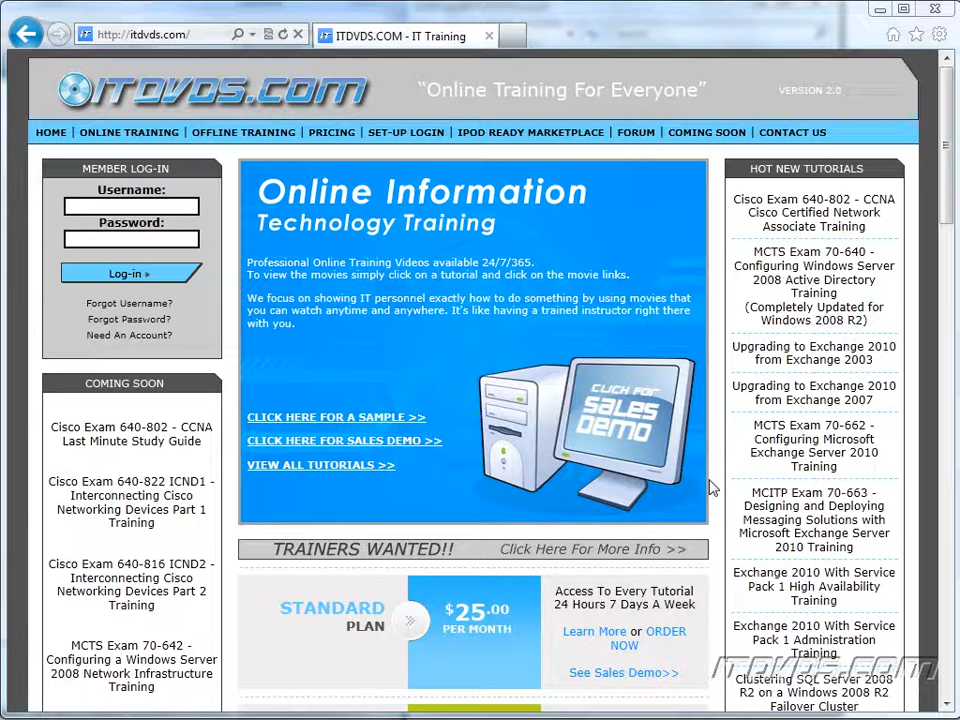 http://itdvds.com/
ITDVDS.COM - IT Training
ITDVDS.COM
“Online Training For Everyone”
VERSION 2.0
HOME | ONLINE TRAINING | OFFLINE TRAINING | PRICING | SET-UP LOGIN | IPOD READY MARKETPLACE | FORUM | COMING SOON | CONTACT US
MEMBER LOG-IN
Username:
Password:
Log-in »
Forgot Username?
Forgot Password?
Need An Account?
COMING SOON
Cisco Exam 640-802 - CCNA
Last Minute Study Guide
Cisco Exam 640-822 ICND1 -
Interconnecting Cisco
Networking Devices Part 1
Training
Cisco Exam 640-816 ICND2 -
Interconnecting Cisco
Networking Devices Part 2
Training
MCTS Exam 70-642 -
Configuring a Windows Server
2008 Network Infrastructure
Training
Online Information
Technology Training
Professional Online Training Videos available 24/7/365.
To view the movies simply click on a tutorial and click on the movie links.
We focus on showing IT personnel exactly how to do something by using movies that
you can watch anytime and anywhere. It's like having a trained instructor right there
with you.
CLICK HERE FOR A SAMPLE >>
CLICK HERE FOR SALES DEMO >>
VIEW ALL TUTORIALS >>
CLICK FOR
SALES
DEMO
TRAINERS WANTED!! Click Here For More Info >>
STANDARD
PLAN
$25.00
PER MONTH
Access To Every Tutorial
24 Hours 7 Days A Week
Learn More or ORDER
NOW
See Sales Demo>>
HOT NEW TUTORIALS
Cisco Exam 640-802 - CCNA
Cisco Certified Network
Associate Training
MCTS Exam 70-640 -
Configuring Windows Server
2008 Active Directory
Training
(Completely Updated for
Windows 2008 R2)
Upgrading to Exchange 2010
from Exchange 2003
Upgrading to Exchange 2010
from Exchange 2007
MCTS Exam 70-662 -
Configuring Microsoft
Exchange Server 2010
Training
MCITP Exam 70-663 -
Designing and Deploying
Messaging Solutions with
Microsoft Exchange Server
2010 Training
Exchange 2010 With Service
Pack 1 High Availability
Training
Exchange 2010 With Service
Pack 1 Administration
Training
Clustering SQL Server 2008
R2 on a Windows 2008 R2
Failover Cluster
ITDVDS.COM